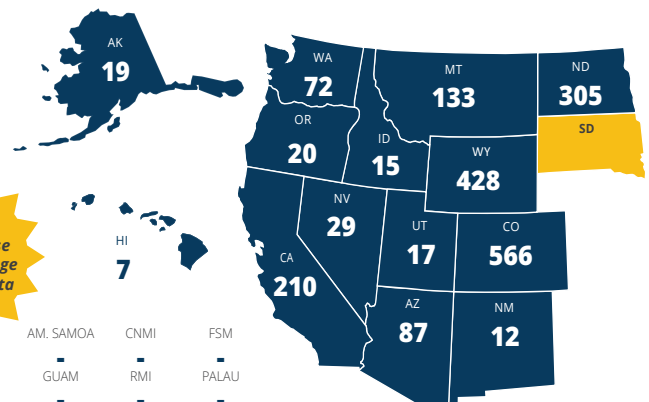 AK
19
WA
72
MT
133
ND
305
OR
20
ID
15
SD
WY
428
NV
29
UT
17
CO
566
HI
7
CA
210
AZ
87
NM
12
AM. SAMOA CNMI FSM
- - -
GUAM RMI PALAU
- - -